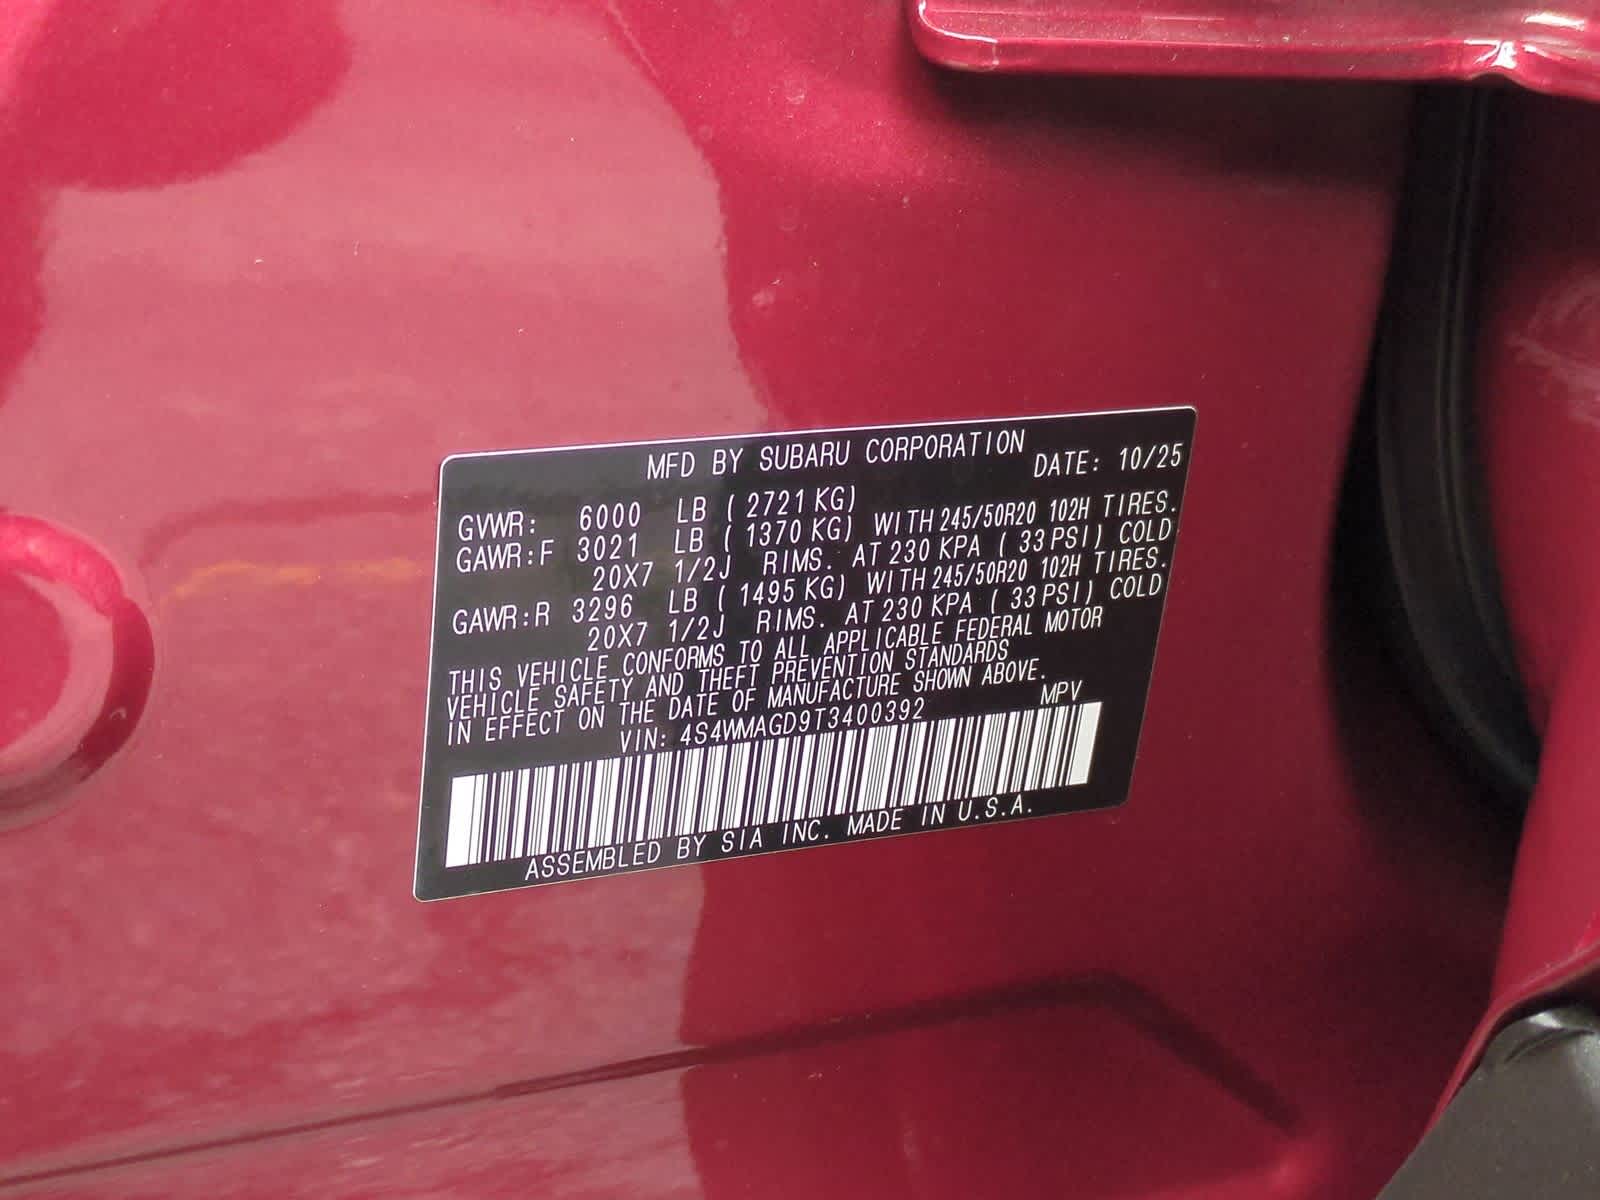 MFD BY SUBARU CORPORATION DATE: 10/25
GVWR: 6000 LB ( 2721 KG)
GAWR:F 3021 LB ( 1370 KG) WITH 245/50R20 102H TIRES.
20X7 1/2J RIMS. AT 230 KPA ( 33 PSI) COLD
GAWR:R 3296 LB ( 1495 KG) WITH 245/50R20 102H TIRES.
20X7 1/2J RIMS. AT 230 KPA ( 33 PSI) COLD
THIS VEHICLE CONFORMS TO ALL APPLICABLE FEDERAL MOTOR
VEHICLE SAFETY AND THEFT PREVENTION STANDARDS
IN EFFECT ON THE DATE OF MANUFACTURE SHOWN ABOVE.
VIN: 4S4WMAGD9T3400392 MPV
ASSEMBLED BY SIA INC. MADE IN U.S.A.